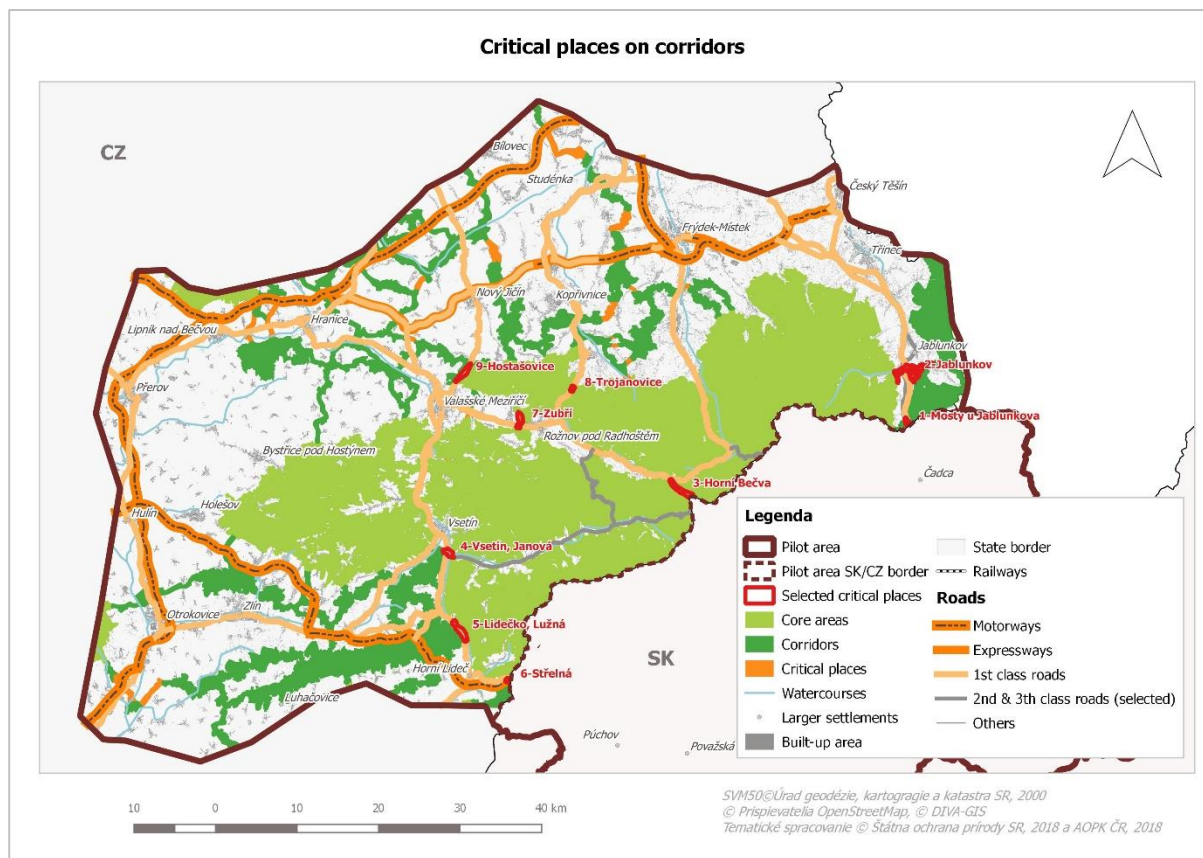 Critical places on corridors
CZ
Bílovec
Studénka
Český Těšín
Frýdek-Místek
Třinec
Nový Jičín
Kopřivnice
Hranice
Lipník nad Bečvou
Jablunkov
2-Jablunkov
9-Hostašovice
8-Trojanovice
Přerov
Valašské Meziříčí
7-Zubří
1-Mosty u Jablunkova
Rožnov pod Radhoštěm
Bystřice pod Hostýnem
Čadca
3-Horní Bečva
Holešov
Hulín
Vsetín
4-Vsetín, Janová
Otrokovice
Zlín
5-Lidečko, Lužná
Horní Lideč
6-Střelná
SK
Luhačovice
Púchov
Považská
Legenda
Pilot area
Pilot area SK/CZ border
Selected critical places
Core areas
Corridors
Critical places
Watercourses
Larger settlements
Built-up area
State border
Railways
Roads
Motorways
Expressways
1st class roads
2nd & 3th class roads (selected)
Others
10 0 10 20 30 40 km
SVM50©Úrad geodézie, kartogragie a katastra SR, 2000
© Prispievatelia OpenStreetMap, © DIVA-GIS
Tematické spracovanie © Štátna ochrana prírody SR, 2018 a AOPK ČR, 2018